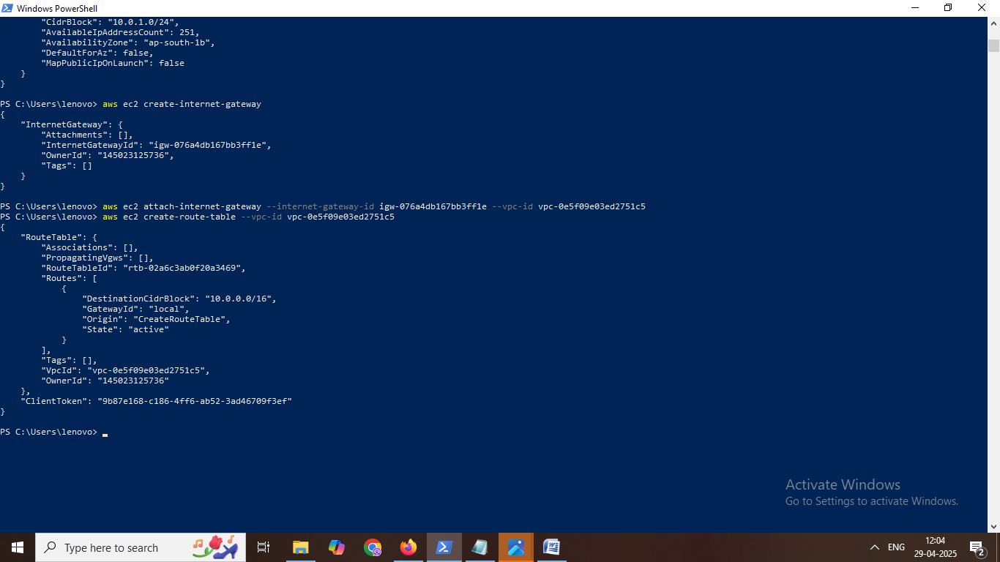 Windows PowerShell
        "CidrBlock": "10.0.1.0/24",
        "AvailableIpAddressCount": 251,
        "AvailabilityZone": "ap-south-1b",
        "DefaultForAz": false,
        "MapPublicIpOnLaunch": false
    }
}
PS C:\Users\lenovo> aws ec2 create-internet-gateway
{
    "InternetGateway": {
        "Attachments": [],
        "InternetGatewayId": "igw-076a4db167bb3ff1e",
        "OwnerId": "145023125736",
        "Tags": []
    }
}
PS C:\Users\lenovo> aws ec2 attach-internet-gateway --internet-gateway-id igw-076a4db167bb3ff1e --vpc-id vpc-0e5f09e03ed2751c5
PS C:\Users\lenovo> aws ec2 create-route-table --vpc-id vpc-0e5f09e03ed2751c5
{
    "RouteTable": {
        "Associations": [],
        "PropagatingVgws": [],
        "RouteTableId": "rtb-02a6c3ab0f20a3469",
        "Routes": [
            {
                "DestinationCidrBlock": "10.0.0.0/16",
                "GatewayId": "local",
                "Origin": "CreateRouteTable",
                "State": "active"
            }
        ],
        "Tags": [],
        "VpcId": "vpc-0e5f09e03ed2751c5",
        "OwnerId": "145023125736"
    },
    "ClientToken": "9b87e168-c186-4ff6-ab52-3ad46709f3ef"
}
PS C:\Users\lenovo>
Activate Windows
Go to Settings to activate Windows.
Type here to search
ENG
12:04
29-04-2025
2